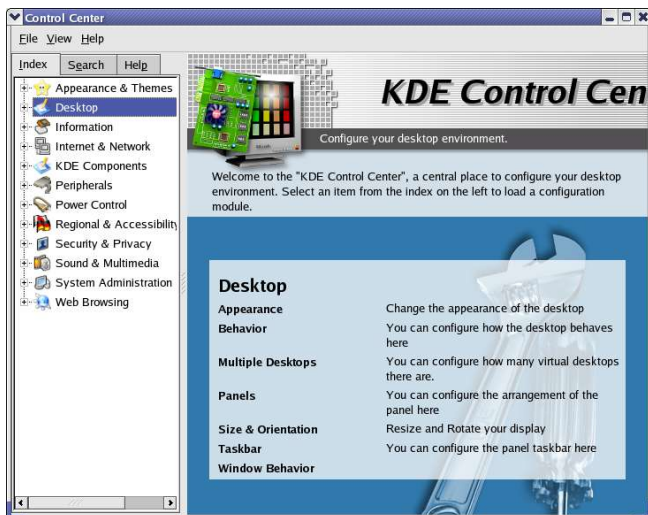 Control Center
File View Help
Index Search Help
Appearance & Themes
Desktop
Information
Internet & Network
KDE Components
Peripherals
Power Control
Regional & Accessibility
Security & Privacy
Sound & Multimedia
System Administration
Web Browsing
KDE Control Cen
Configure your desktop environment.
Welcome to the "KDE Control Center", a central place to configure your desktop
environment. Select an item from the index on the left to load a configuration
module.
Desktop
Appearance Change the appearance of the desktop
Behavior You can configure how the desktop behaves
here
Multiple Desktops You can configure how many virtual desktops
there are.
Panels You can configure the arrangement of the
panel here
Size & Orientation Resize and Rotate your display
Taskbar You can configure the panel taskbar here
Window Behavior